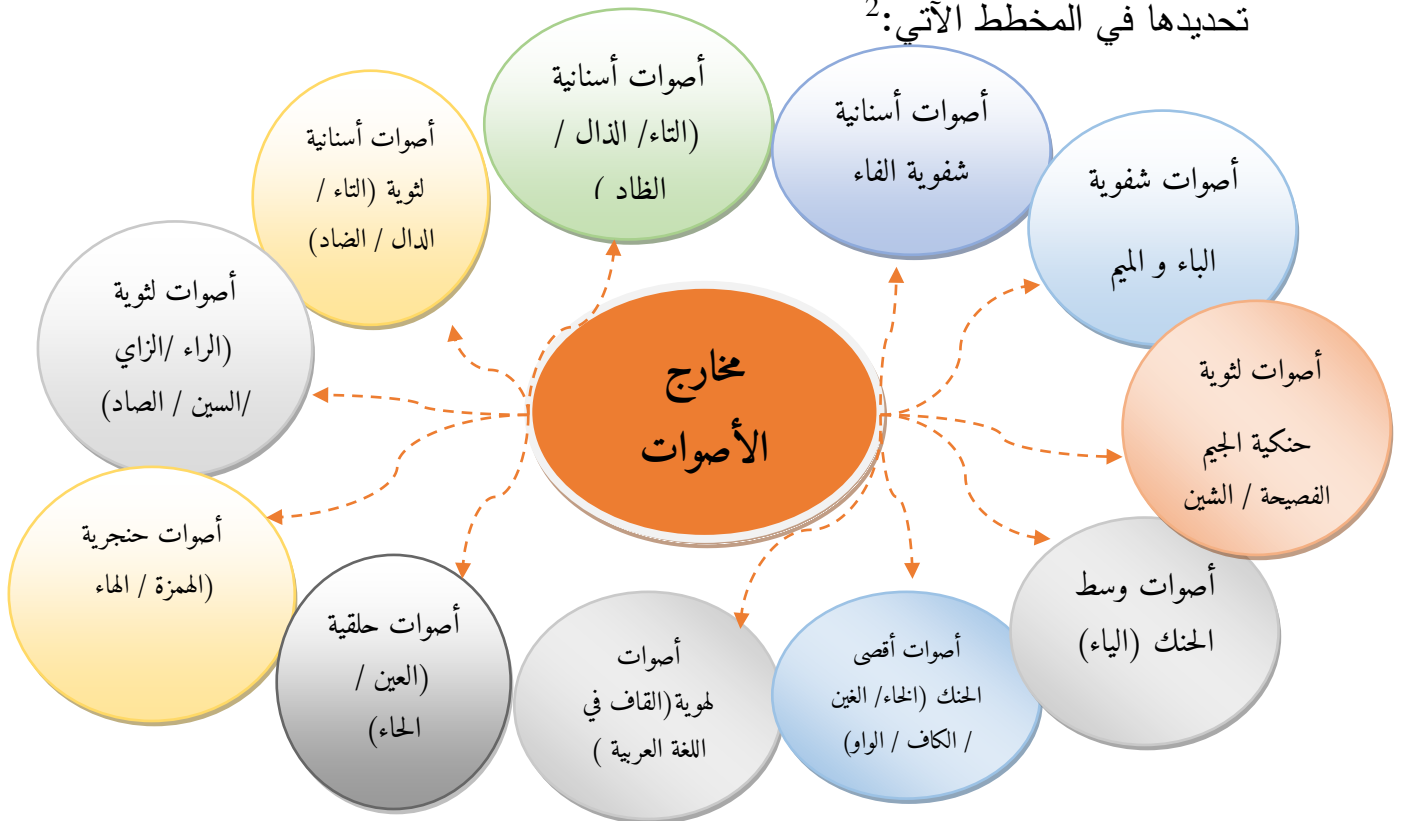 تحديدها في المخطط الآتي:2
مخارج
الأصوات
أصوات شفوية
الباء و الميم
أصوات أسنانية
شفوية الفاء
أصوات أسنانية
(التاء/ الذال /
الظاد )
أصوات أسنانية
لثوية (التاء /
الدال / الضاد)
أصوات لثوية
(الراء /الزاي
/السين / الصاد)
أصوات لثوية
حنكية الجيم
الفصيحة / الشين
أصوات وسط
الحنك (الياء)
أصوات أقصى
الحنك (الخاء/ الغين
/ الكاف / الواو)
أصوات
لهوية(القاف في
اللغة العربية )
أصوات حلقية
(العين /
الحاء)
أصوات حنجرية
(الهمزة / الهاء